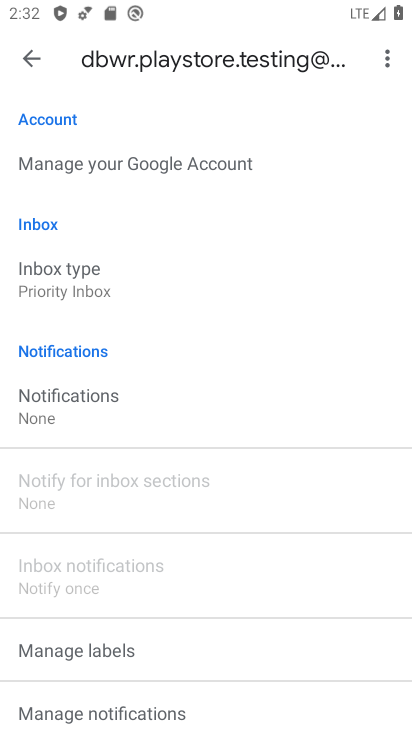 2:32
LTE
dbwr.playstore.testing@...
Account
Manage your Google Account
Inbox
Inbox type
Priority Inbox
Notifications
Notifications
None
Notify for inbox sections
None
Inbox notifications
Notify once
Manage labels
Manage notifications